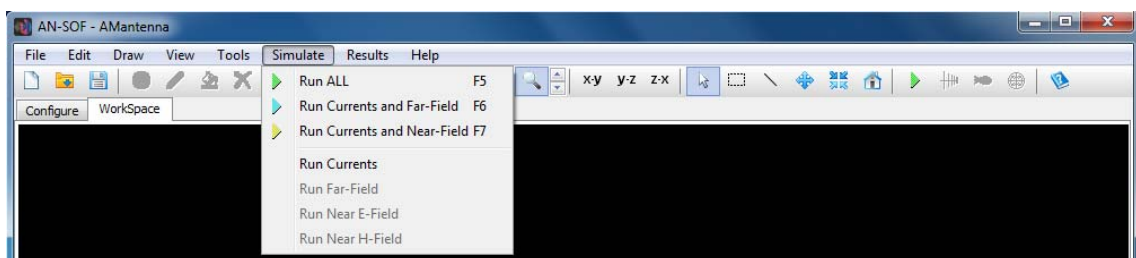 AN-SOF - AMantenna
File Edit Draw View Tools Simulate Results Help
x-y y-z z-x
Configure WorkSpace
Run ALL F5
Run Currents and Far-Field F6
Run Currents and Near-Field F7
Run Currents
Run Far-Field
Run Near E-Field
Run Near H-Field